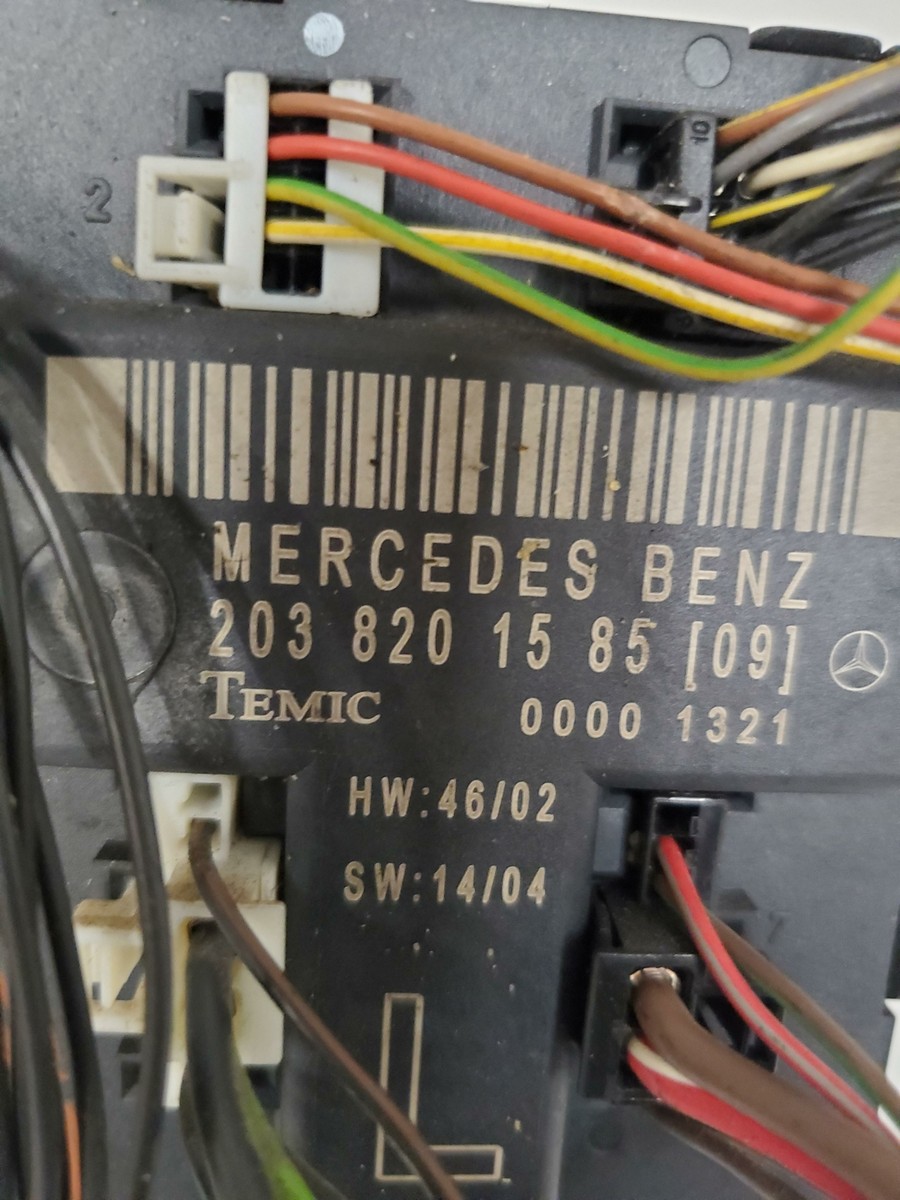 10
2
MERCEDES BENZ
203 820 15 85 [09]
TEMIC 0000 1321
HW:46/02
SW:14/04
L